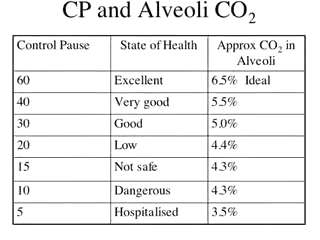 CP and Alveoli CO2
Control Pause State of Health Approx CO2 in
Alveoli
60 Excellent 6.5% Ideal
40 Very good 5.5%
30 Good 5.0%
20 Low 4.4%
15 Not safe 4.3%
10 Dangerous 4.3%
5 Hospitalised 3.5%